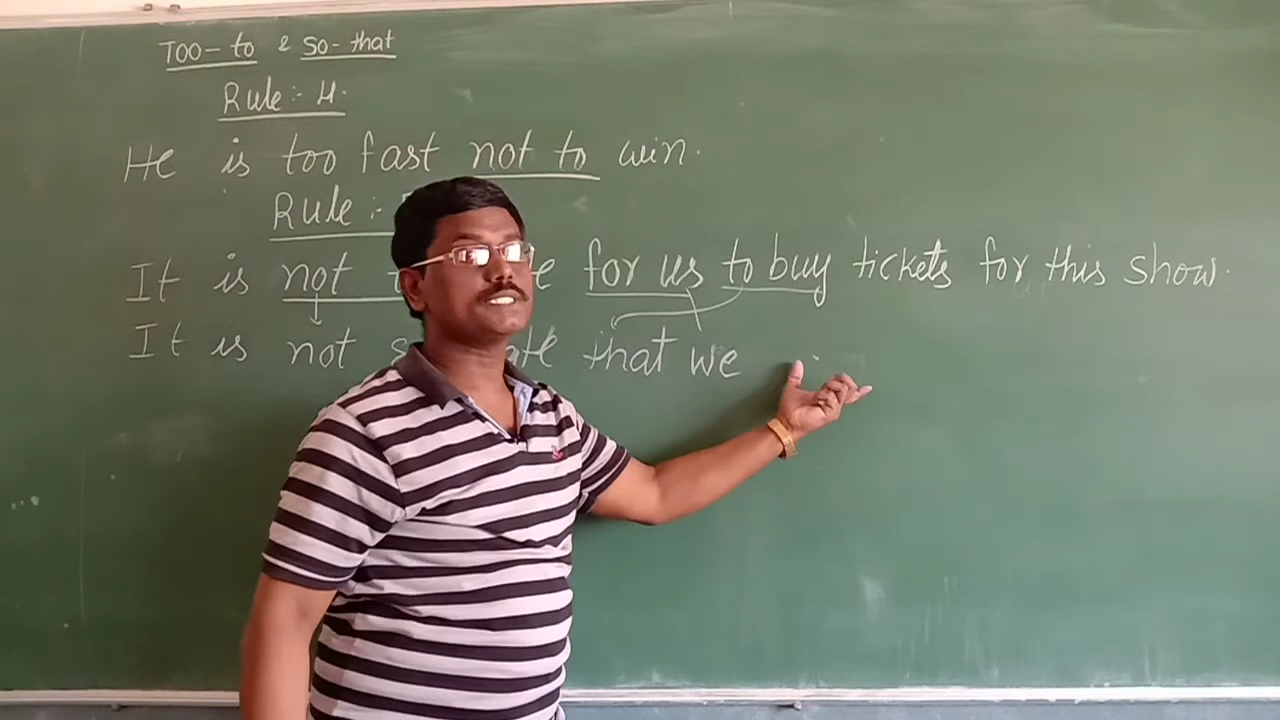 Too-to & So-that
Rule:- 4.
He is too fast not to win.
Rule:-
It is not for us to buy tickets for this show.
It is not that we